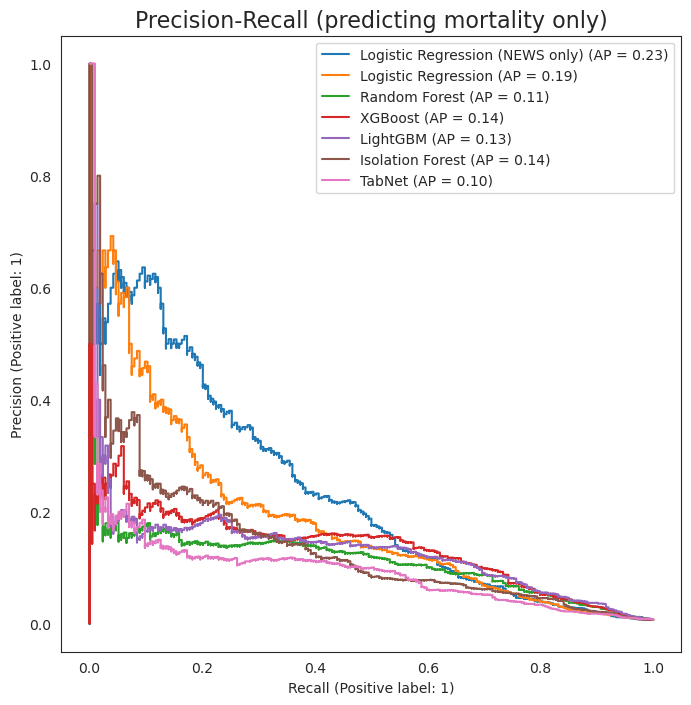 Precision-Recall (predicting mortality only)
Logistic Regression (NEWS only) (AP = 0.23)
Logistic Regression (AP = 0.19)
Random Forest (AP = 0.11)
XGBoost (AP = 0.14)
LightGBM (AP = 0.13)
Isolation Forest (AP = 0.14)
TabNet (AP = 0.10)
Precision (Positive label: 1)
1.0
0.8
0.6
0.4
0.2
0.0
0.0 0.2 0.4 0.6 0.8 1.0
Recall (Positive label: 1)